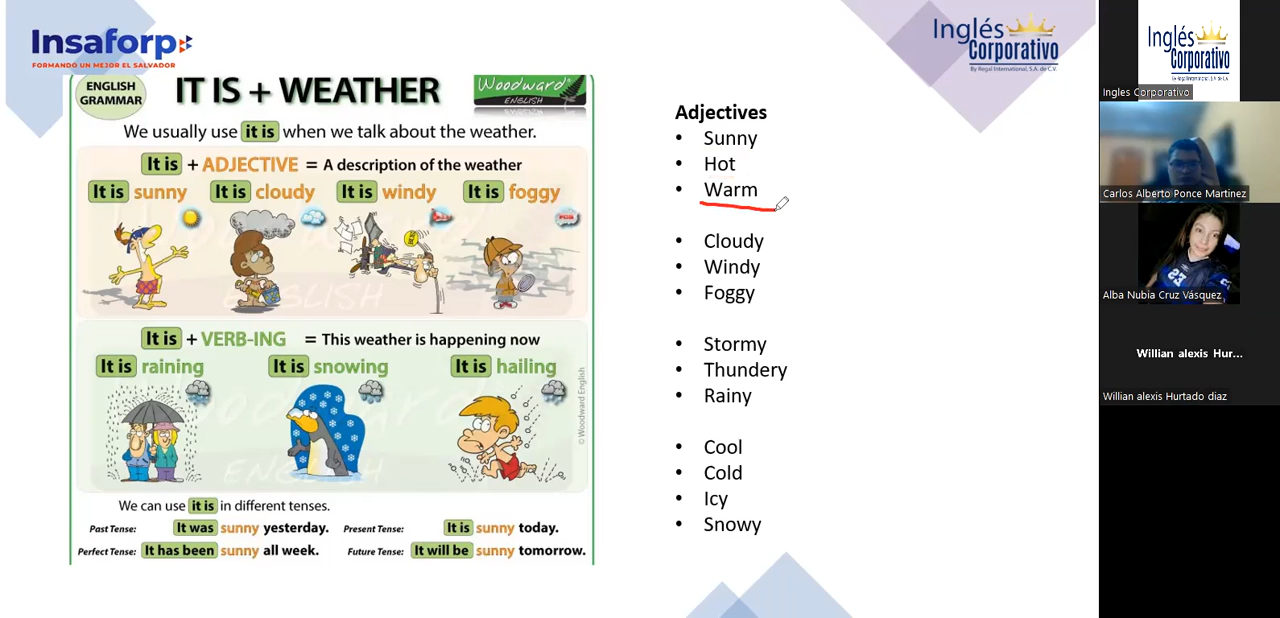 Insaforp
FORMANDO UN MEJOR EL SALVADOR
Inglés
Corporativo
By Regal International, S.A. de C.V.
ENGLISH
GRAMMAR
IT IS + WEATHER
Woodward
ENGLISH
We usually use it is when we talk about the weather.
It is + ADJECTIVE = A description of the weather
It is sunny
It is cloudy
It is windy
It is foggy
FOG
It is + VERB-ING = This weather is happening now
It is raining
It is snowing
It is hailing
© Woodward English
We can use it is in different tenses.
Past Tense: It was sunny yesterday. Present Tense: It is sunny today.
Perfect Tense: It has been sunny all week. Future Tense: It will be sunny tomorrow.
Adjectives
• Sunny
• Hot
• Warm
• Cloudy
• Windy
• Foggy
• Stormy
• Thundery
• Rainy
• Cool
• Cold
• Icy
• Snowy
Inglés
Corporativo
Ingles Corporativo
Carlos Alberto Ponce Martinez
23
Alba Nubia Cruz Vásquez
Willian alexis Hur...
Willian alexis Hurtado diaz